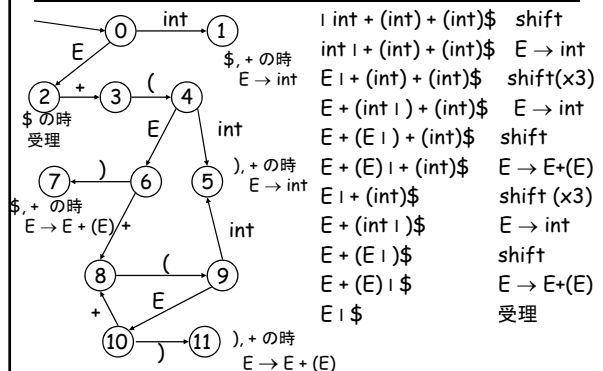 0
int
1
E
$, + の時
E → int
2
+
3
(
4
$ の時
受理
E
int
7
)
6
5
), + の時
E → int
$, + の時
E → E + (E)
+
int
8
(
9
E
+
10
)
11
), + の時
E → E + (E)
I int + (int) + (int)$ shift
int I + (int) + (int)$ E → int
E I + (int) + (int)$ shift(x3)
E + (int I ) + (int)$ E → int
E + (E I ) + (int)$ shift
E + (E) I + (int)$ E → E+(E)
E I + (int)$ shift (x3)
E + (int I )$ E → int
E + (E I )$ shift
E + (E) I $ E → E+(E)
E I $ 受理